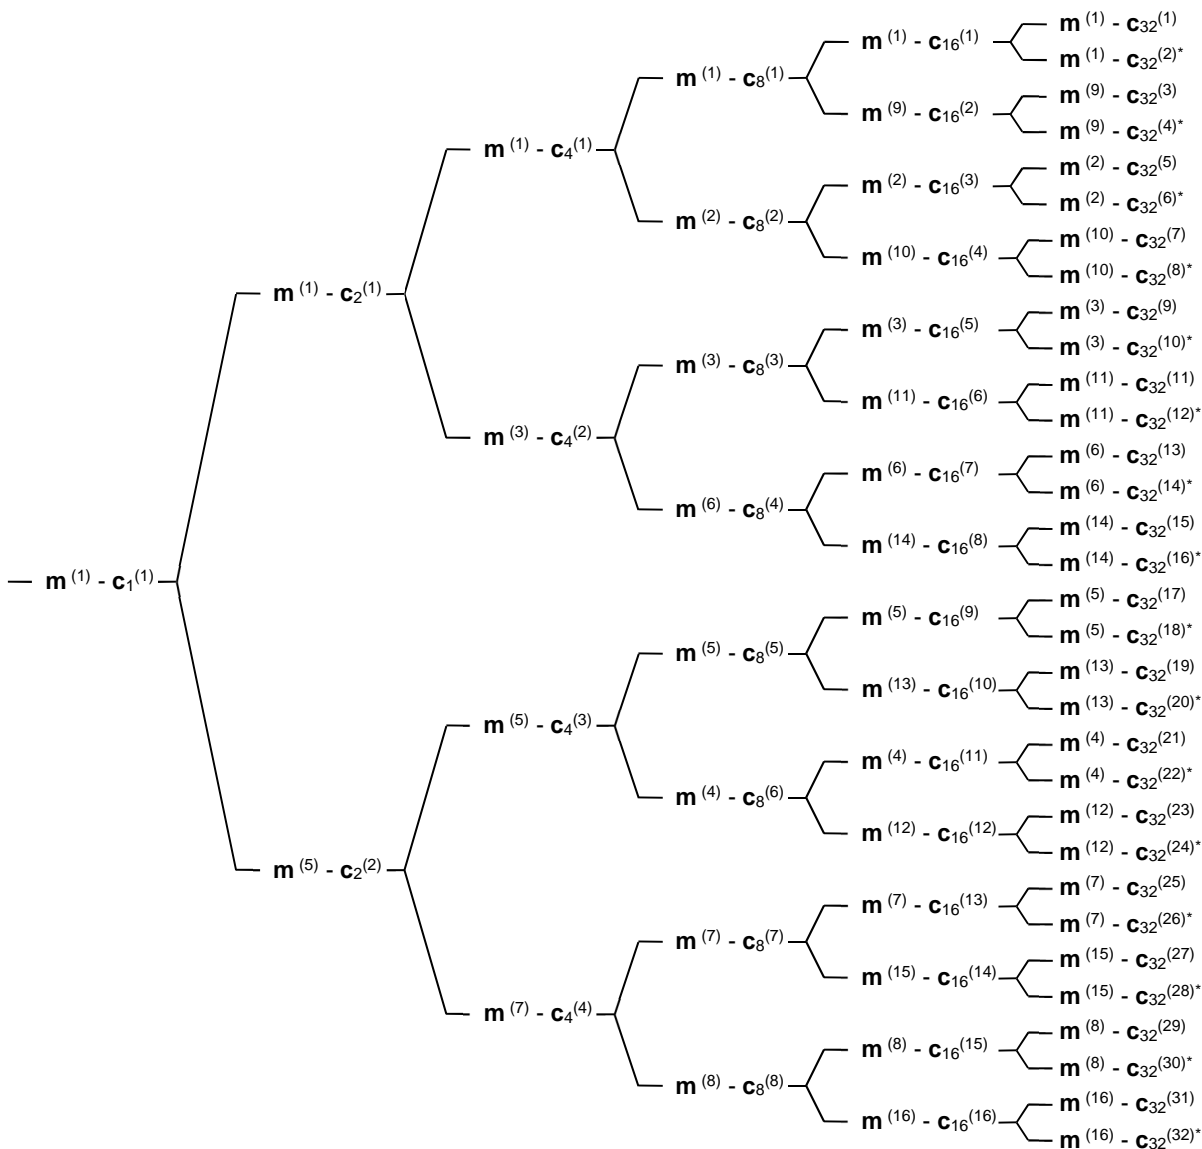 m (1) - c32(1)
m (1) - c16(1)
m (1) - c32(2)*
m (1) - c8(1)
m (9) - c32(3)
m (9) - c16(2)
m (9) - c32(4)*
m (1) - c4(1)
m (2) - c32(5)
m (2) - c16(3)
m (2) - c32(6)*
m (2) - c8(2)
m (10) - c32(7)
m (10) - c16(4)
m (10) - c32(8)*
m (1) - c2(1)
m (3) - c32(9)
m (3) - c16(5)
m (3) - c32(10)*
m (3) - c8(3)
m (11) - c32(11)
m (11) - c16(6)
m (11) - c32(12)*
m (3) - c4(2)
m (6) - c32(13)
m (6) - c16(7)
m (6) - c32(14)*
m (6) - c8(4)
m (14) - c32(15)
m (14) - c16(8)
m (14) - c32(16)*
m (1) - c1(1)
m (5) - c32(17)
m (5) - c16(9)
m (5) - c32(18)*
m (5) - c8(5)
m (13) - c32(19)
m (13) - c16(10)
m (13) - c32(20)*
m (5) - c4(3)
m (4) - c32(21)
m (4) - c16(11)
m (4) - c32(22)*
m (4) - c8(6)
m (12) - c32(23)
m (12) - c16(12)
m (12) - c32(24)*
m (5) - c2(2)
m (7) - c32(25)
m (7) - c16(13)
m (7) - c32(26)*
m (7) - c8(7)
m (15) - c32(27)
m (15) - c16(14)
m (15) - c32(28)*
m (7) - c4(4)
m (8) - c32(29)
m (8) - c16(15)
m (8) - c32(30)*
m (8) - c8(8)
m (16) - c32(31)
m (16) - c16(16)
m (16) - c32(32)*